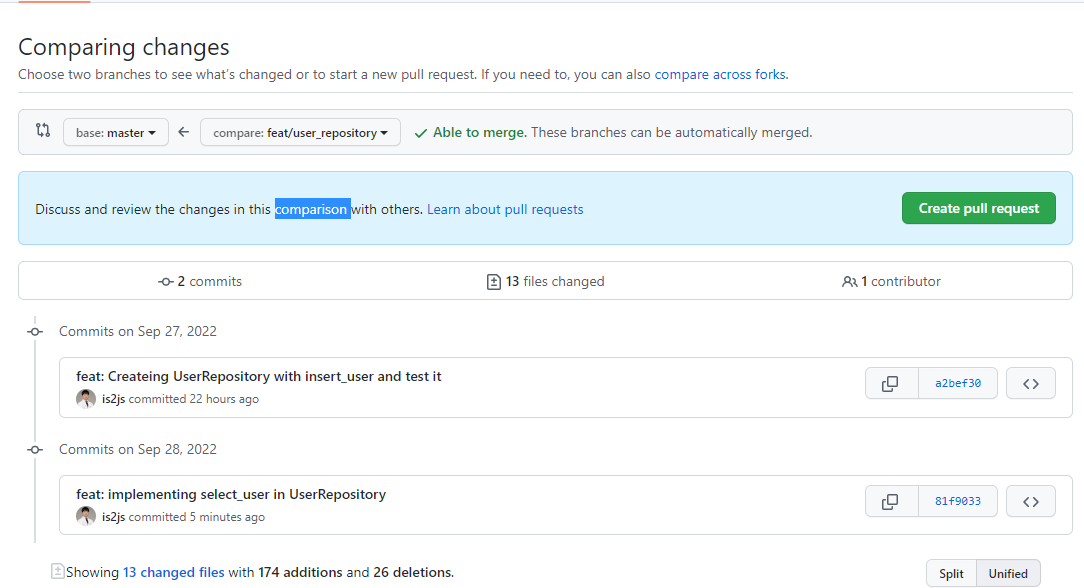 Comparing changes
Choose two branches to see what's changed or to start a new pull request. If you need to, you can also compare across forks.
base: master compare: feat/user_repository Able to merge. These branches can be automatically merged.
Discuss and review the changes in this comparison with others. Learn about pull requests Create pull request
2 commits 13 files changed 1 contributor
Commits on Sep 27, 2022
feat: Createing UserRepository with insert_user and test it
is2js committed 22 hours ago a2bef30
Commits on Sep 28, 2022
feat: implementing select_user in UserRepository
is2js committed 5 minutes ago 81f9033
Showing 13 changed files with 174 additions and 26 deletions. Split Unified